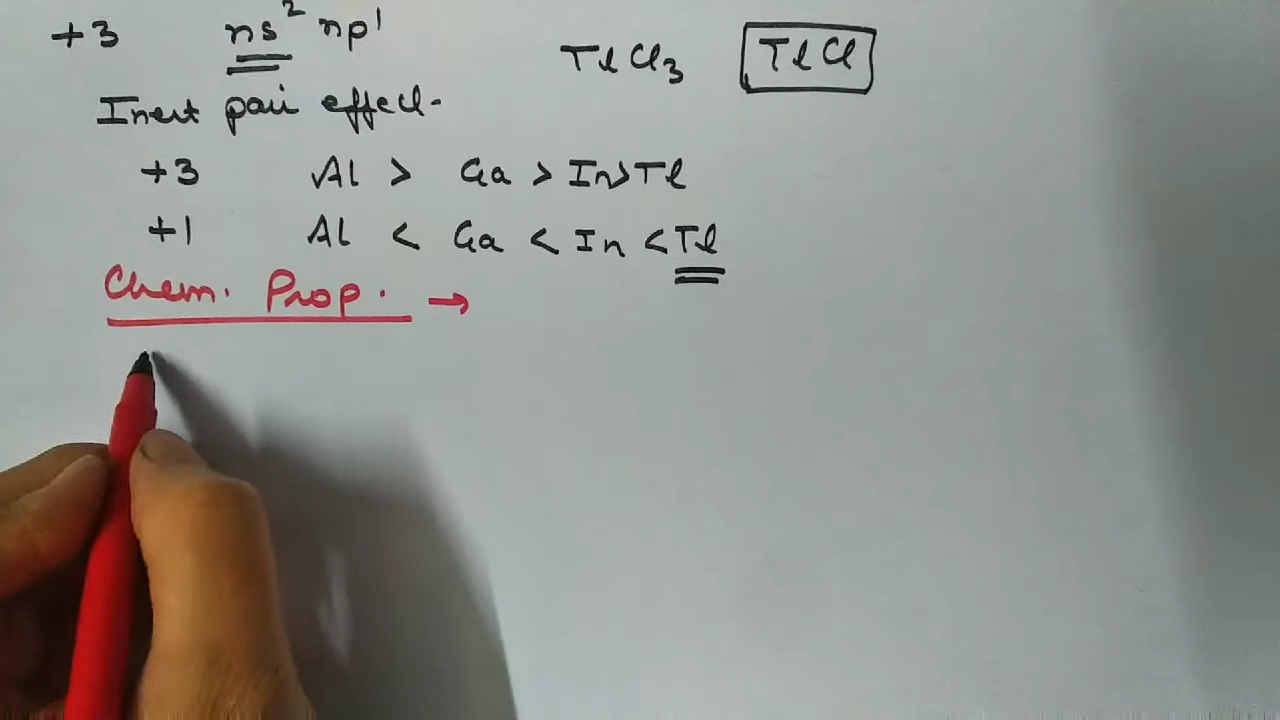 +3 ns² np¹ TlCl₃ TlCl
Inert pair effect-
+3 Al > Ga > In > Tl
+1 Al < Ga < In < Tl
Chem. Prop. →